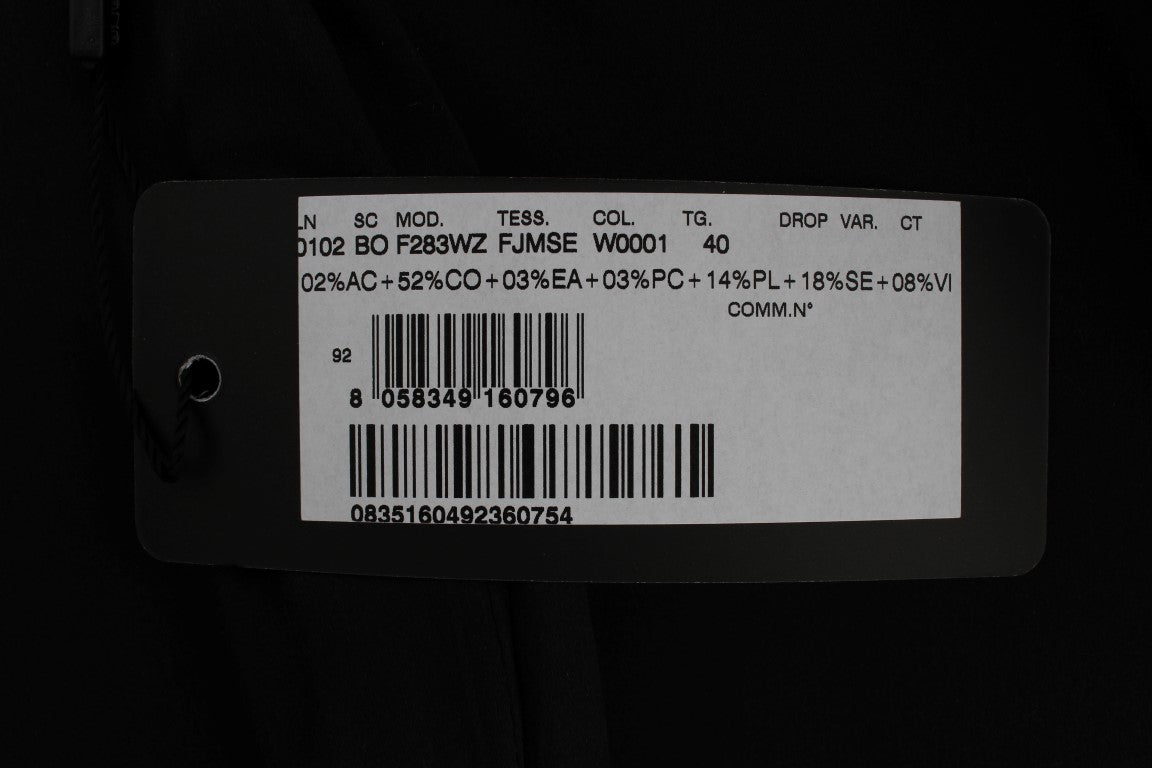 LN SC MOD. TESS. COL. TG. DROP VAR. CT
0102 BO F283WZ FJMSE W0001 40
02%AC+52%CO+03%EA+03%PC+14%PL+18%SE+08%VI
COMM.N°
92
8 058349 160796
0835160492360754